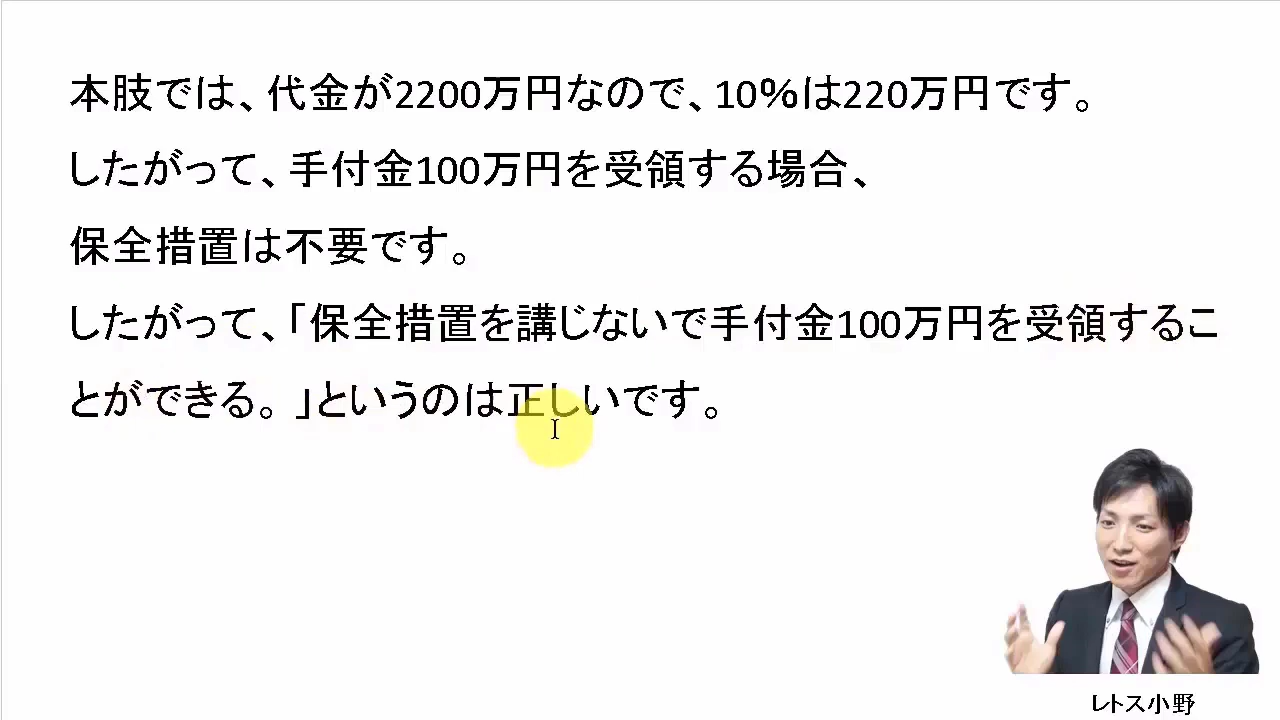 本肢では、代金が2200万円なので、10%は220万円です。
したがって、手付金100万円を受領する場合、
保全措置は不要です。
したがって、「保全措置を講じないで手付金100万円を受領するこ
とができる。」というのは正しいです。
レトス小野